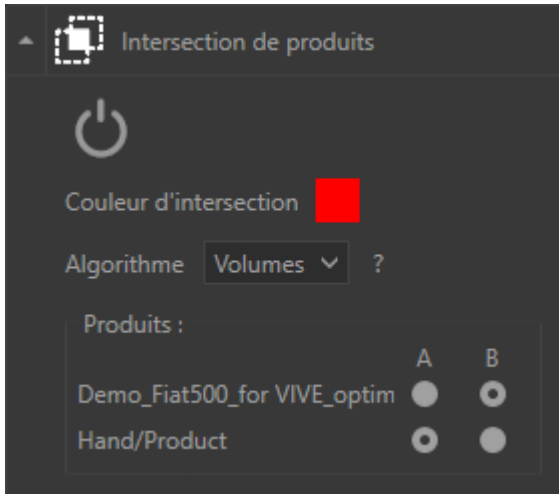 Intersection de produits
Couleur d'intersection
Algorithme Volumes ?
Produits :
A B
Demo_Fiat500_for VIVE_optim
Hand/Product